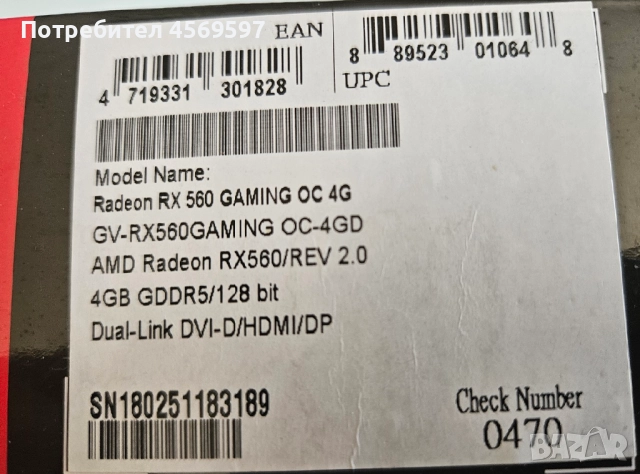 Потребител 4569597
EAN
4 719331 301828
8 89523 01064 8
UPC
Model Name:
Radeon RX 560 GAMING OC 4G
GV-RX560GAMING OC-4GD
AMD Radeon RX560/REV 2.0
4GB GDDR5/128 bit
Dual-Link DVI-D/HDMI/DP
SN180251183189
Check Number
0470
BAZAR